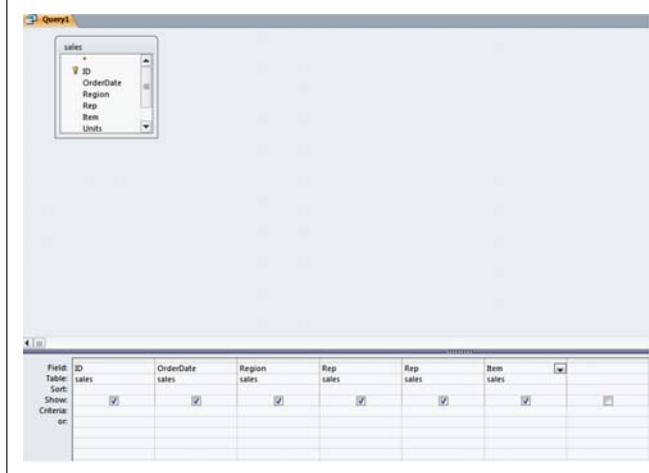 Query1
sales
*
ID
OrderDate
Region
Rep
Item
Units
Field: ID OrderDate Region Rep Rep Item
Table: sales sales sales sales sales sales
Sort:
Show:
Criteria:
or: